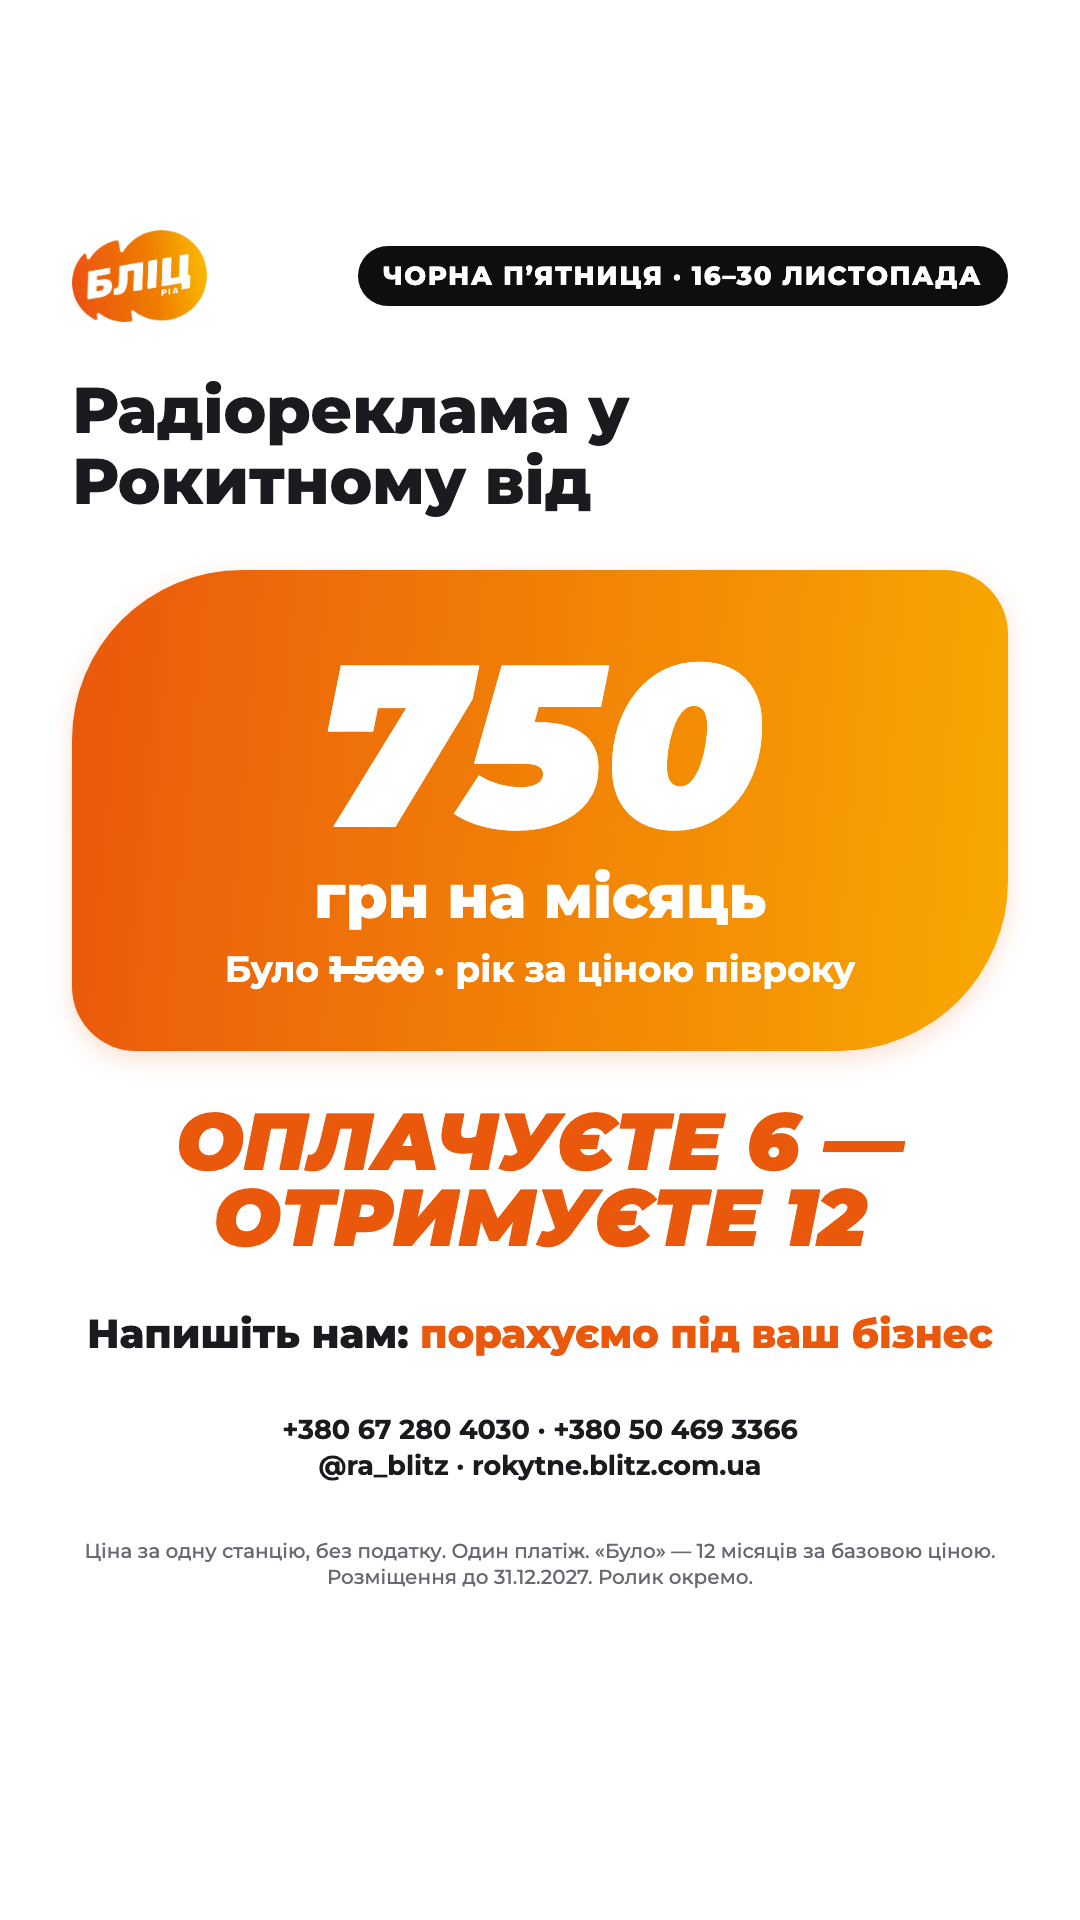 БЛІЦ
РІА
ЧОРНА П’ЯТНИЦЯ · 16–30 ЛИСТОПАДА
Радіореклама у
Рокитному від
750
грн на місяць
Було 1 500 · рік за ціною півроку
ОПЛАЧУЄТЕ 6 —
ОТРИМУЄТЕ 12
Напишіть нам: порахуємо під ваш бізнес
+380 67 280 4030 · +380 50 469 3366
@ra_blitz · rokytne.blitz.com.ua
Ціна за одну станцію, без податку. Один платіж. «Було» — 12 місяців за базовою ціною.
Розміщення до 31.12.2027. Ролик окремо.